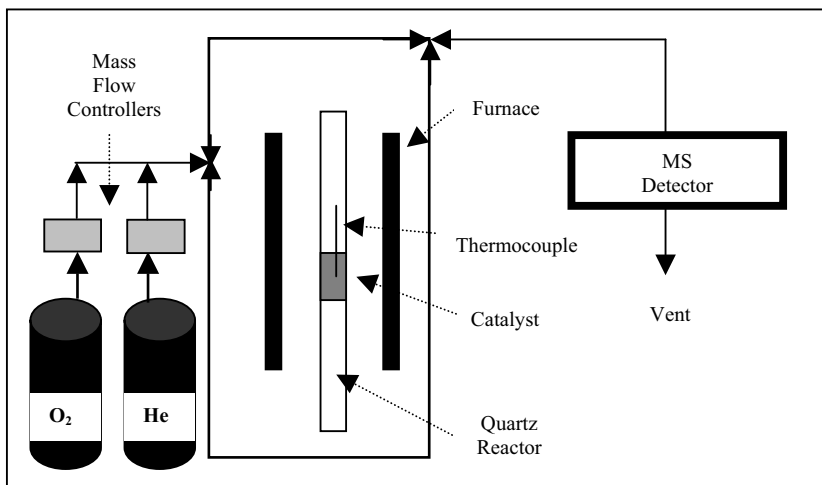 Mass
Flow
Controllers
Furnace
MS
Detector
Thermocouple
Catalyst
Vent
O₂
He
Quartz
Reactor